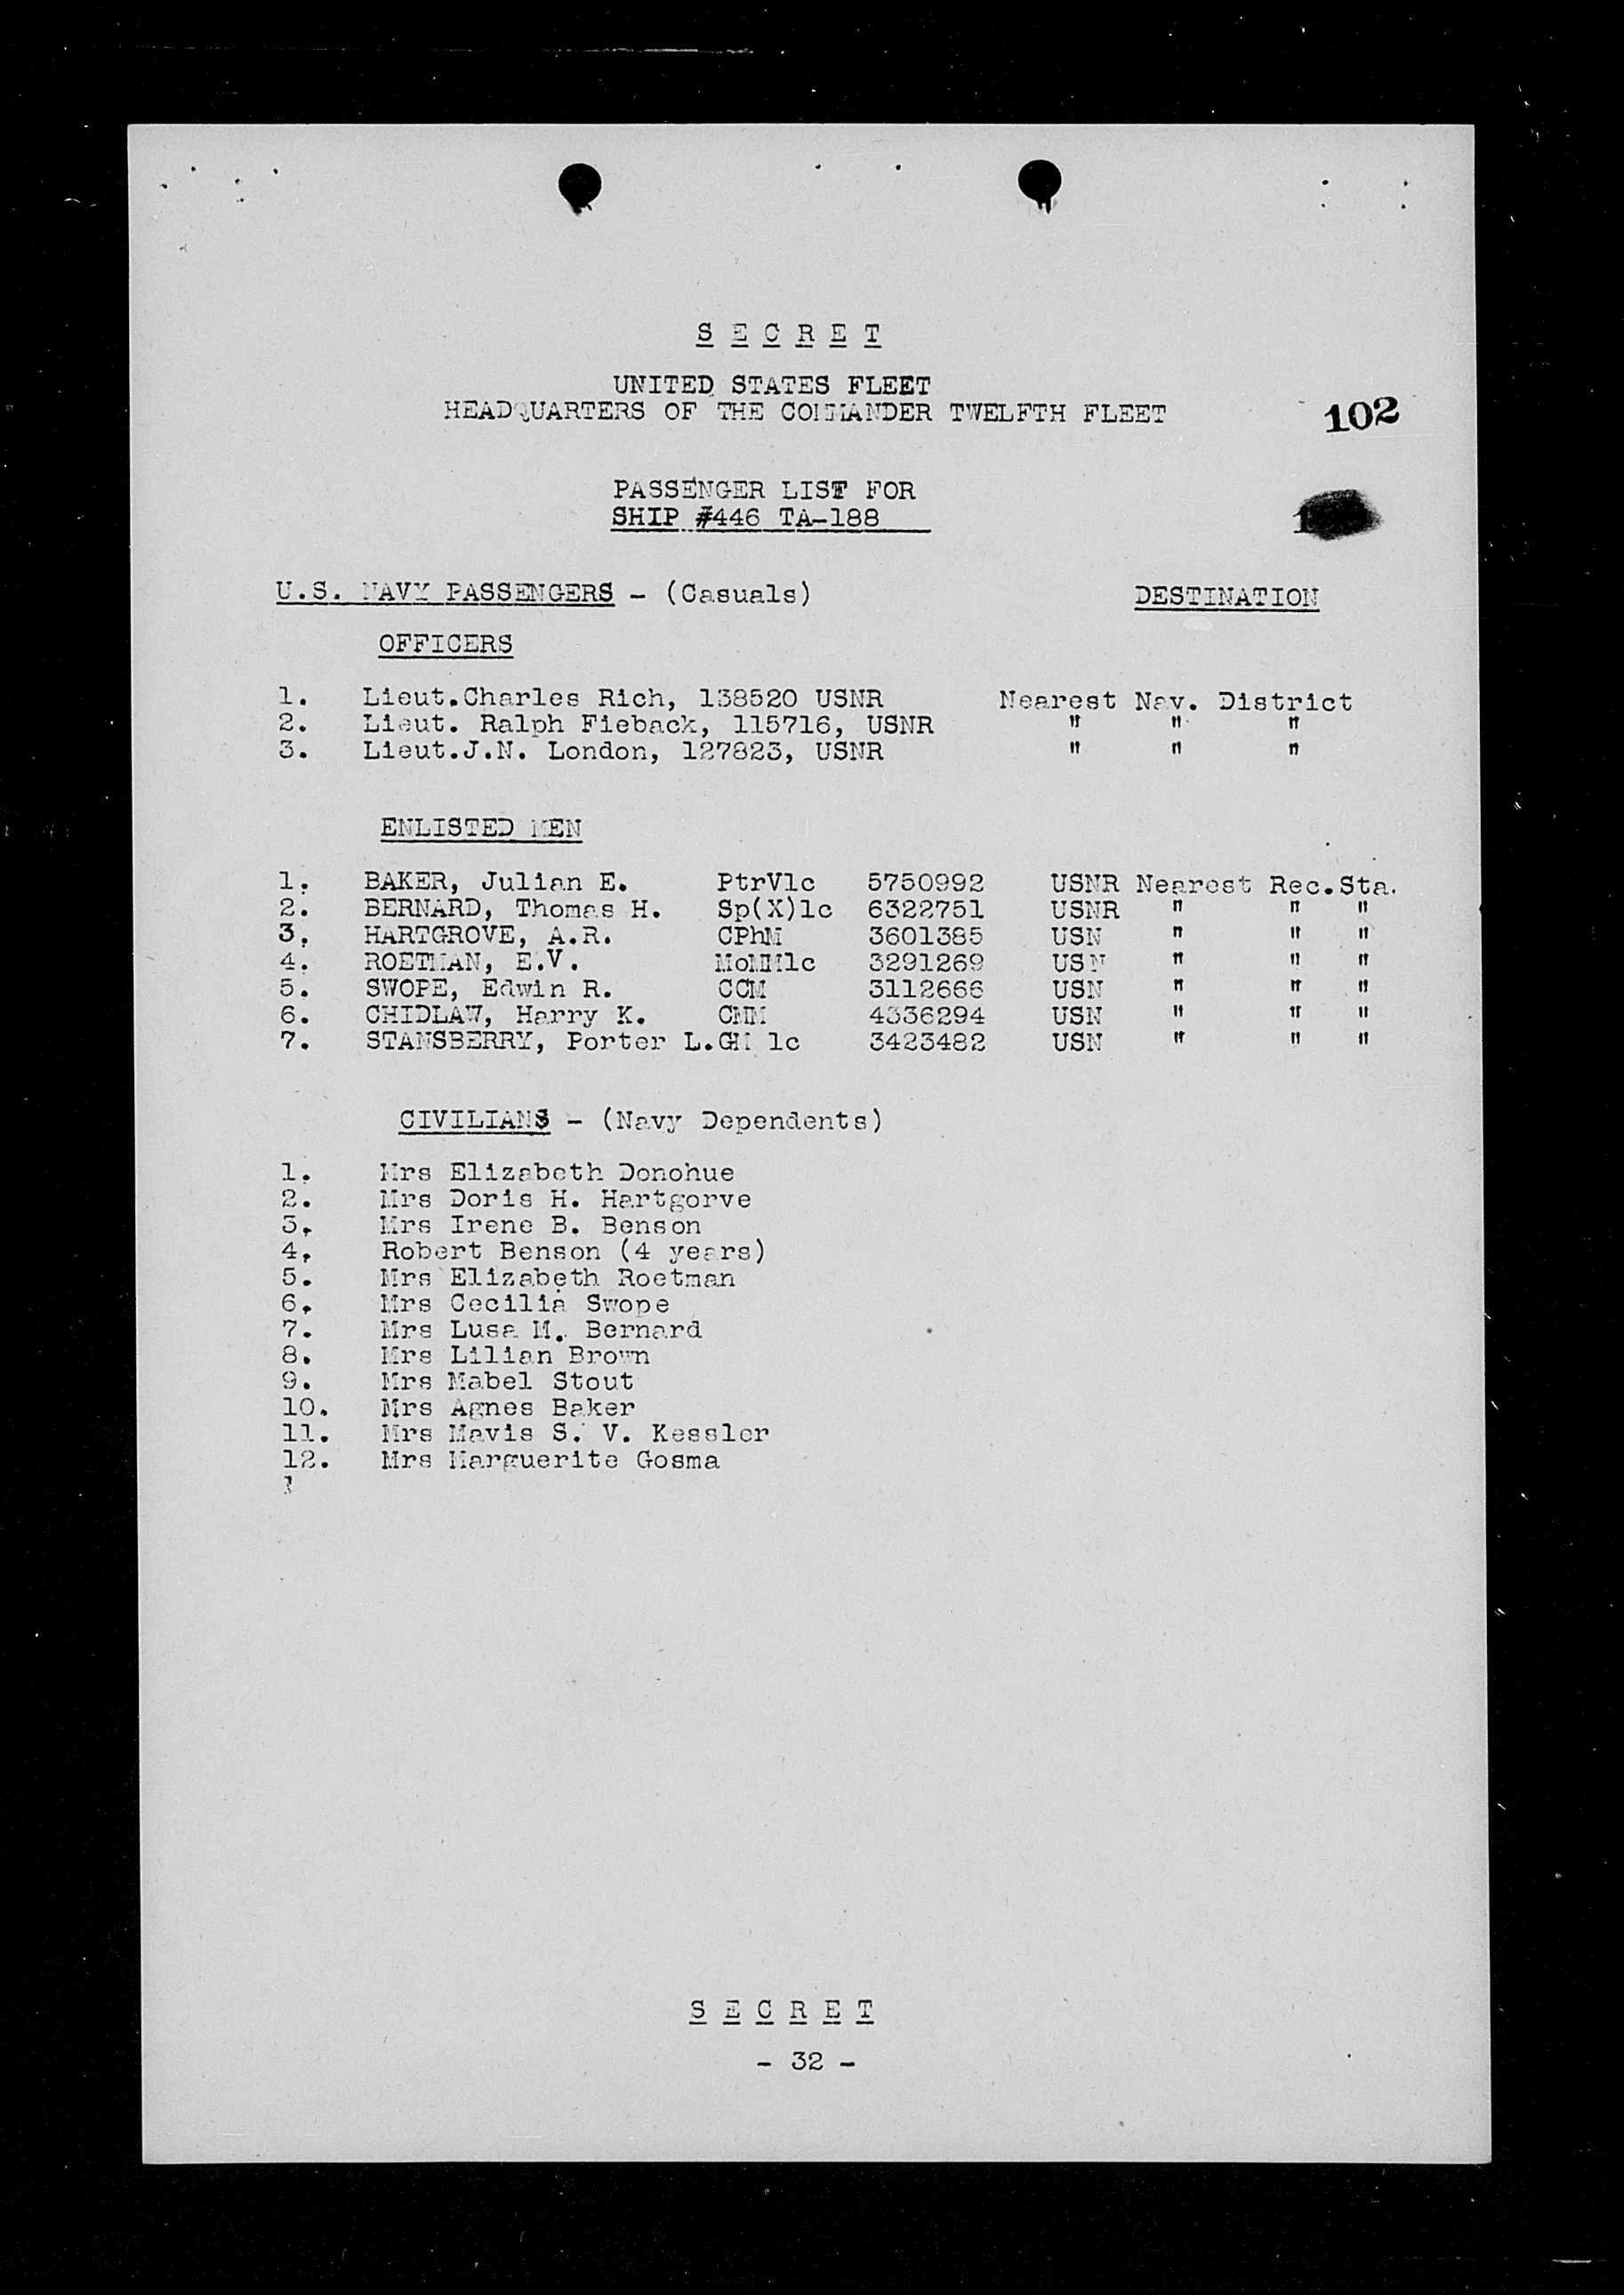 S E C R E T
UNITED STATES FLEET
HEADQUARTERS OF THE COMMANDER TWELFTH FLEET
102
PASSENGER LIST FOR
SHIP #446 TA-188
U.S. NAVY PASSENGERS - (Casuals) DESTINATION
OFFICERS
1. Lieut.Charles Rich, 138520 USNR Nearest Nav. District
2. Lieut. Ralph Fieback, 115716, USNR " " "
3. Lieut.J.N. London, 127823, USNR " " "
ENLISTED MEN
1. BAKER, Julian E. PtrV1c 5750992 USNR Nearest Rec.Sta.
2. BERNARD, Thomas H. Sp(X)1c 6322751 USNR " " "
3. HARTGROVE, A.R. CPhM 3601385 USN " " "
4. ROETMAN, E.V. MoMM1c 3291269 USN " " "
5. SWOPE, Edwin R. CCM 3112666 USN " " "
6. CHIDLAW, Harry K. CMM 4336294 USN " " "
7. STANSBERRY, Porter L.GM 1c 3423482 USN " " "
CIVILIANS - (Navy Dependents)
1. Mrs Elizabeth Donohue
2. Mrs Doris H. Hartgorve
3. Mrs Irene B. Benson
4. Robert Benson (4 years)
5. Mrs Elizabeth Roetman
6. Mrs Cecilia Swope
7. Mrs Lusa M. Bernard
8. Mrs Lilian Brown
9. Mrs Mabel Stout
10. Mrs Agnes Baker
11. Mrs Mavis S. V. Kessler
12. Mrs Marguerite Gosma
S E C R E T
- 32 -